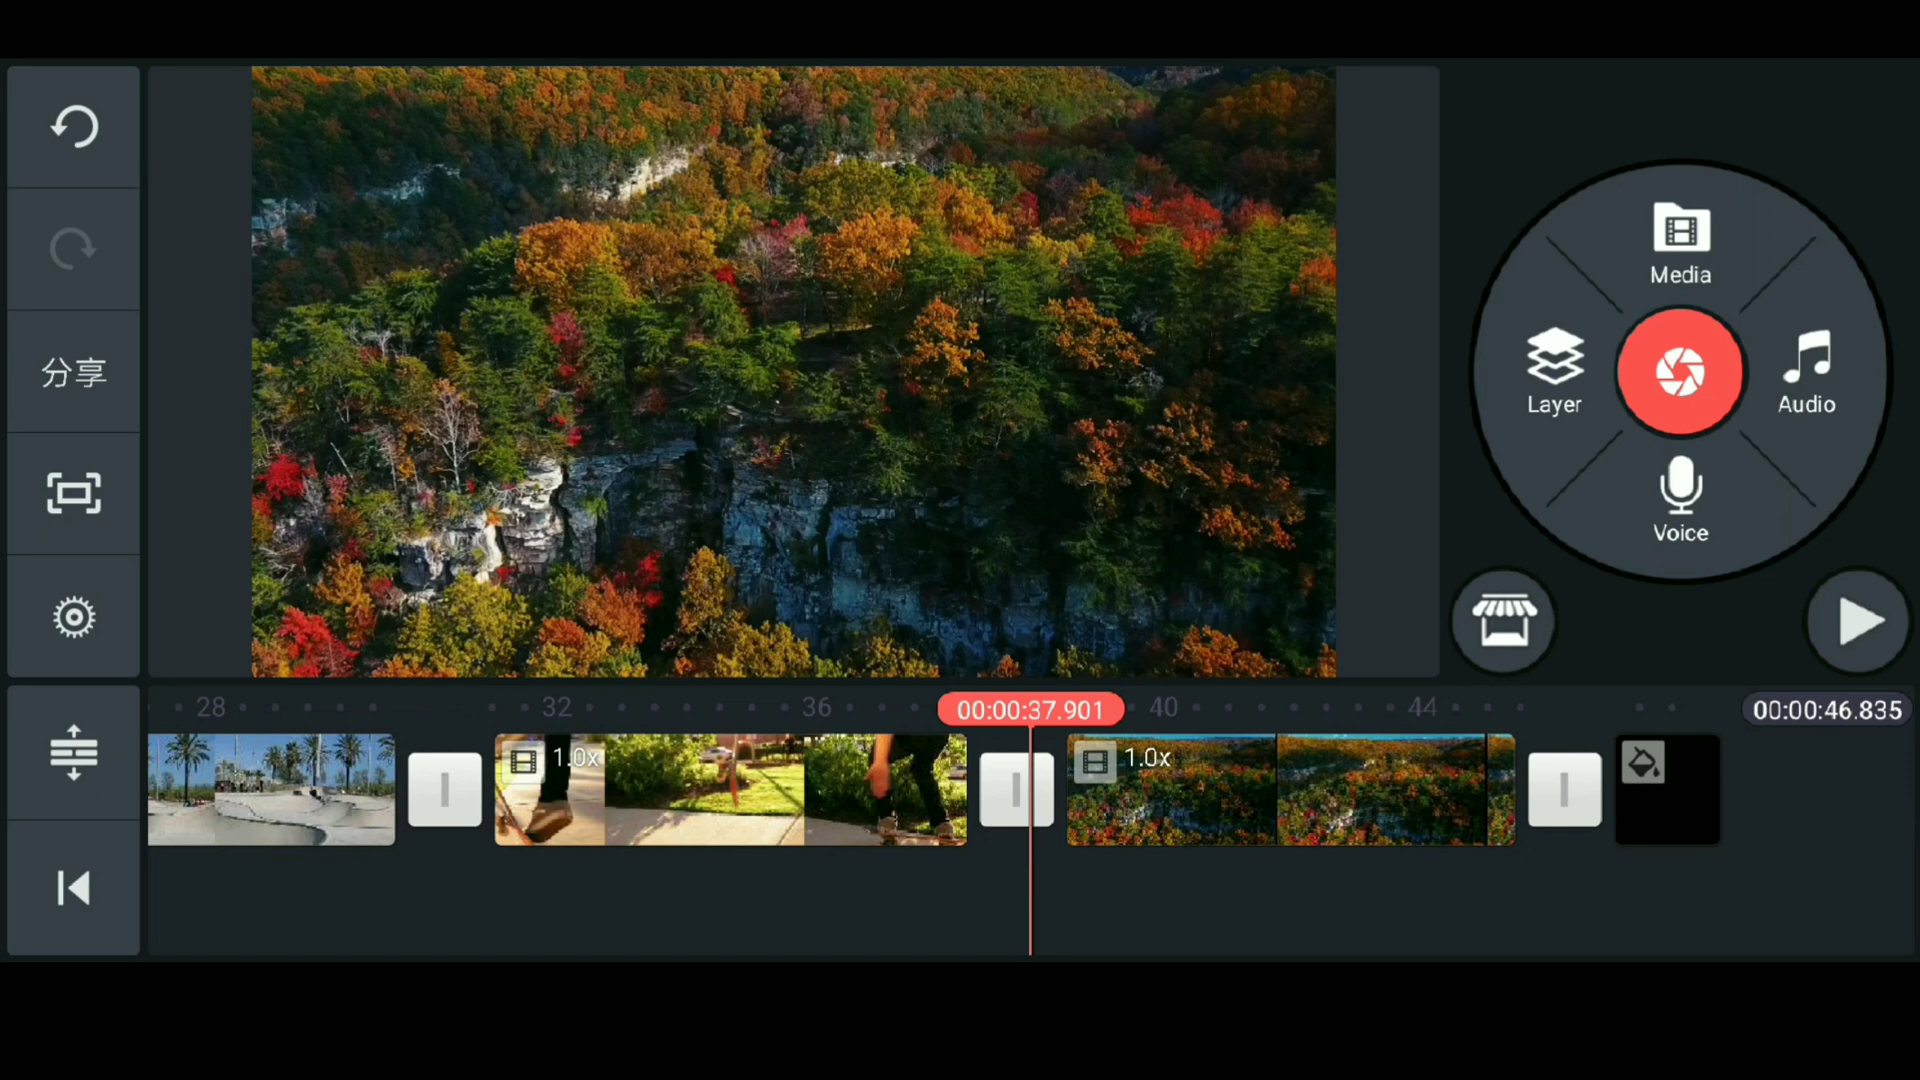 Media
Layer
Audio
Voice
分享
28
32
36
00:00:37.901
40
44
00:00:46.835
1.0x
1.0x